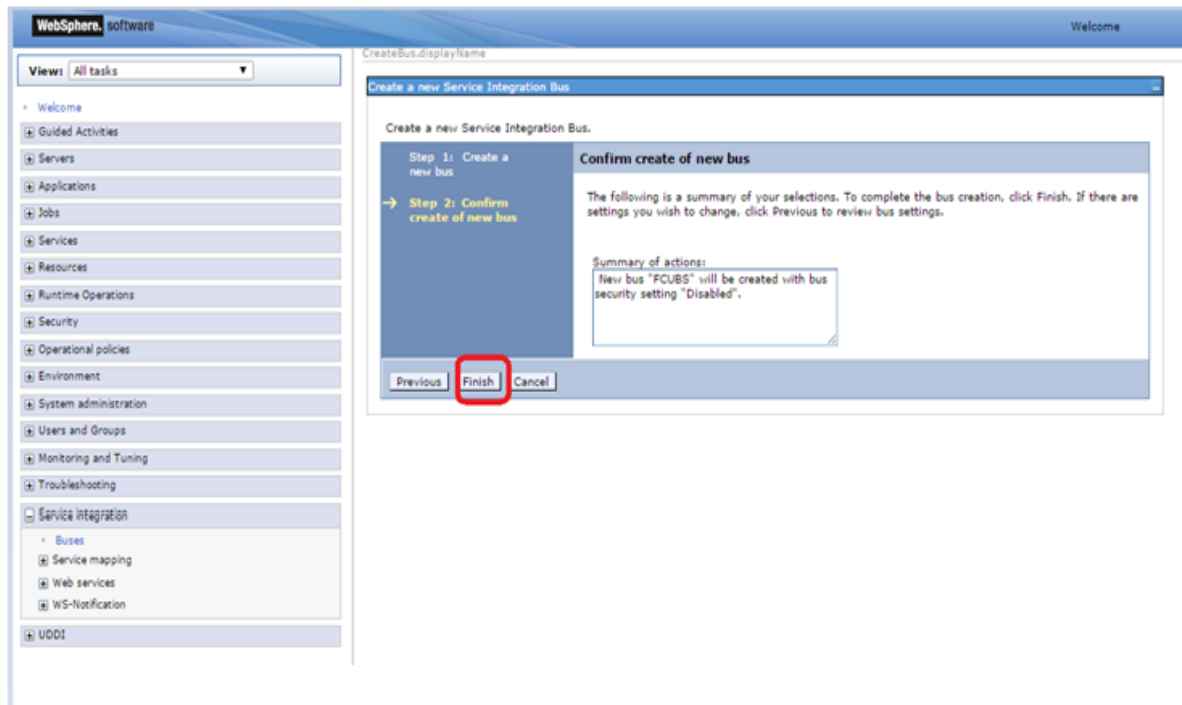 WebSphere. software
Welcome
View: All tasks
Welcome
Guided Activities
Servers
Applications
Jobs
Services
Resources
Runtime Operations
Security
Operational policies
Environment
System administration
Users and Groups
Monitoring and Tuning
Troubleshooting
Service integration
Buses
Service mapping
Web services
WS-Notification
UDDI
CreateBus.displayName
Create a new Service Integration Bus
Create a new Service Integration Bus.
Step 1: Create a
new bus
Step 2: Confirm
create of new bus
Confirm create of new bus
The following is a summary of your selections. To complete the bus creation, click Finish. If there are
settings you wish to change, click Previous to review bus settings.
Summary of actions:
New bus "FCUBS" will be created with bus
security setting "Disabled".
Previous Finish Cancel